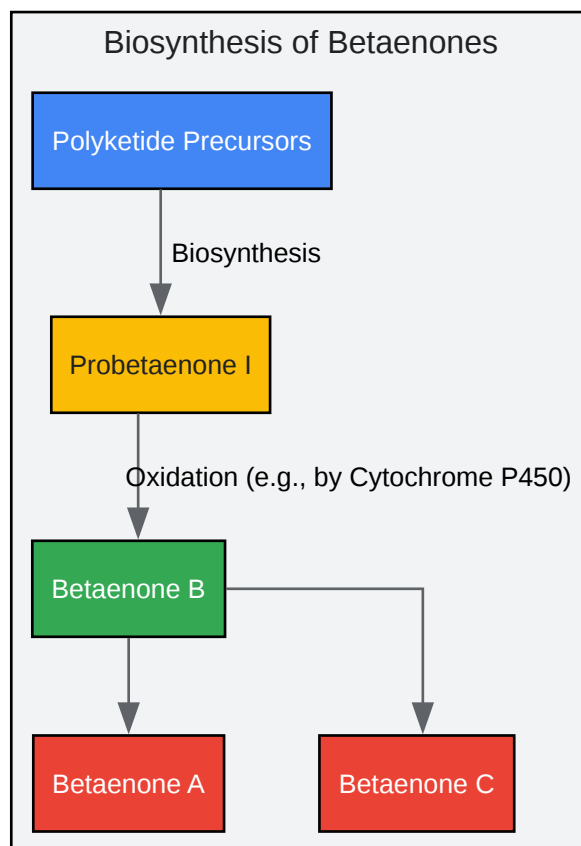 Biosynthesis of Betaenones
Polyketide Precursors
Biosynthesis
Probetaenone I
Oxidation (e.g., by Cytochrome P450)
Betaenone B
Betaenone A
Betaenone C